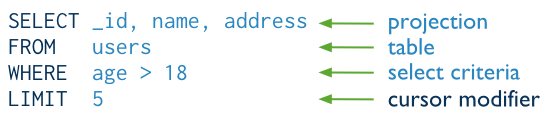 SELECT _id, name, address projection
FROM users table
WHERE age > 18 select criteria
LIMIT 5 cursor modifier